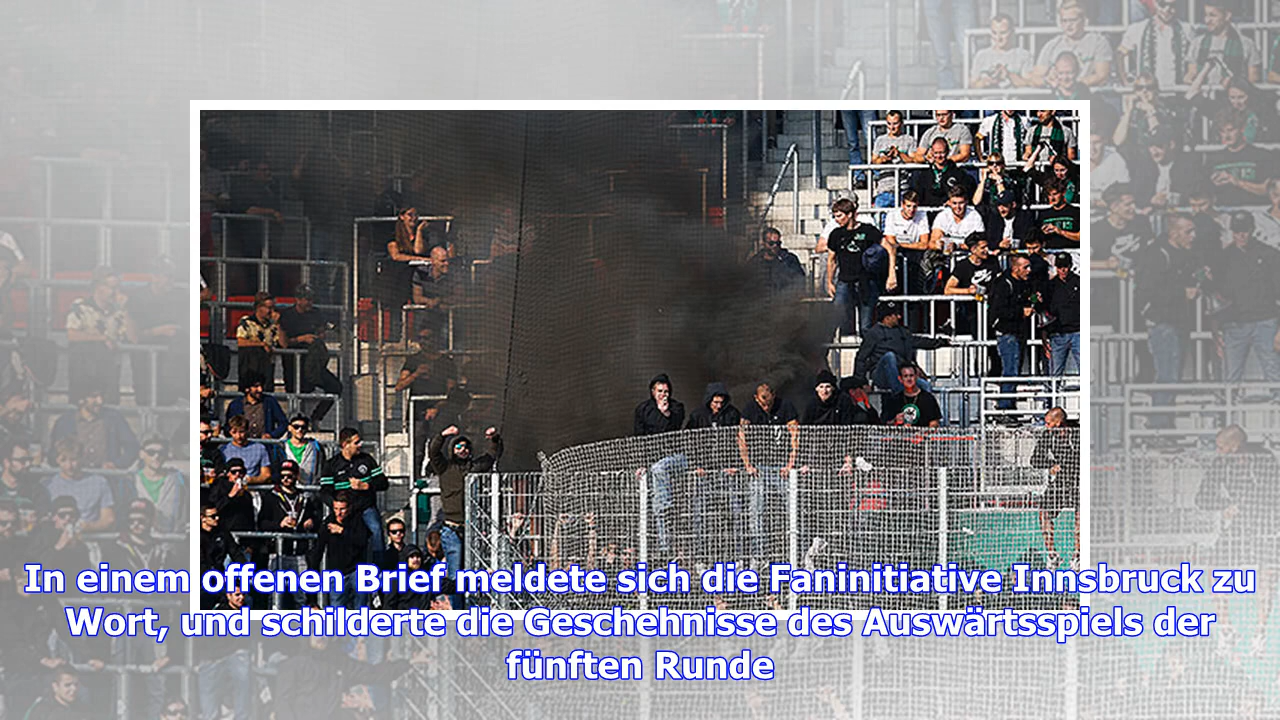 In einem offenen Brief meldete sich die Faninitiative Innsbruck zu
Wort, und schilderte die Geschehnisse des Auswärtsspiels der
fünften Runde